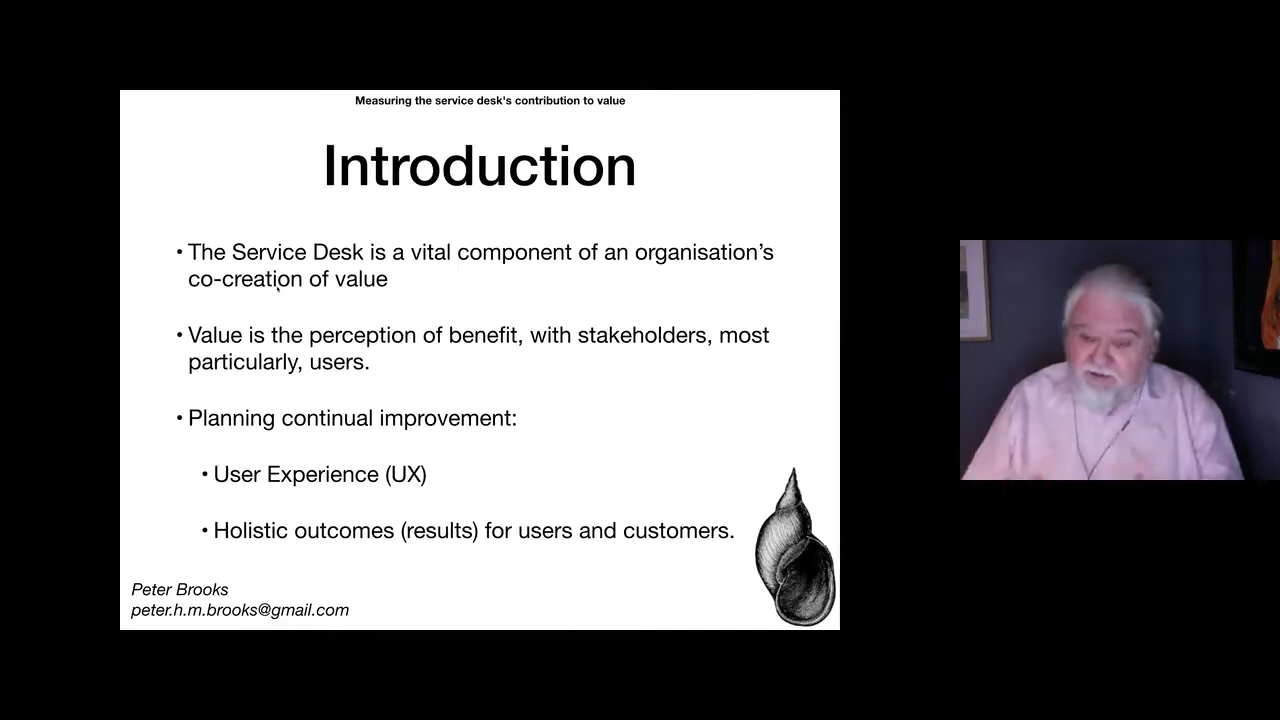 Measuring the service desk's contribution to value
Introduction
• The Service Desk is a vital component of an organisation’s
co-creation of value
• Value is the perception of benefit, with stakeholders, most
particularly, users.
• Planning continual improvement:
• User Experience (UX)
• Holistic outcomes (results) for users and customers.
Peter Brooks
peter.h.m.brooks@gmail.com